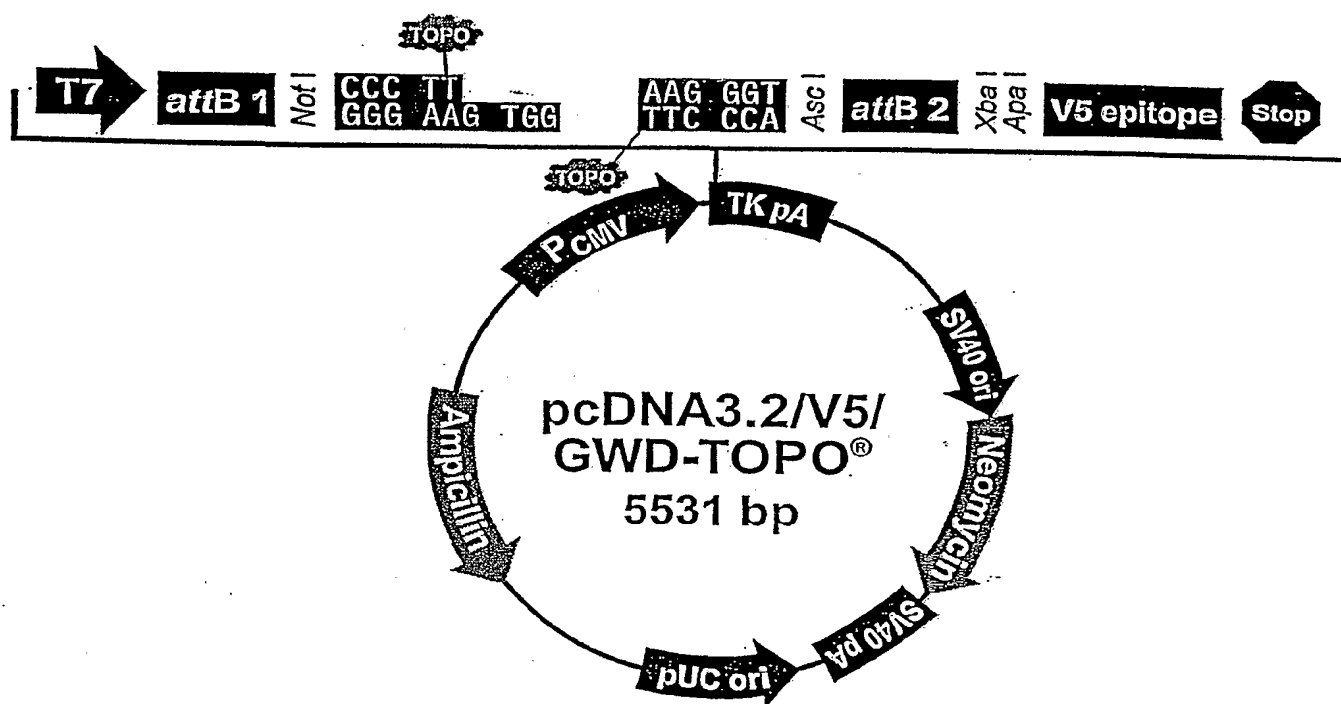 TOPO
T7 attB 1 Not I CCC TT AAG GGT Asc I attB 2 Xba I Apa I V5 epitope Stop
GGG AAG TGG TTC CCA
TOPO
PCMV TK pA
SV40 ori
Neomycin
SV40 pA
pUC ori
Ampicillin
pcDNA3.2/V5/
GWD-TOPO®
5531 bp